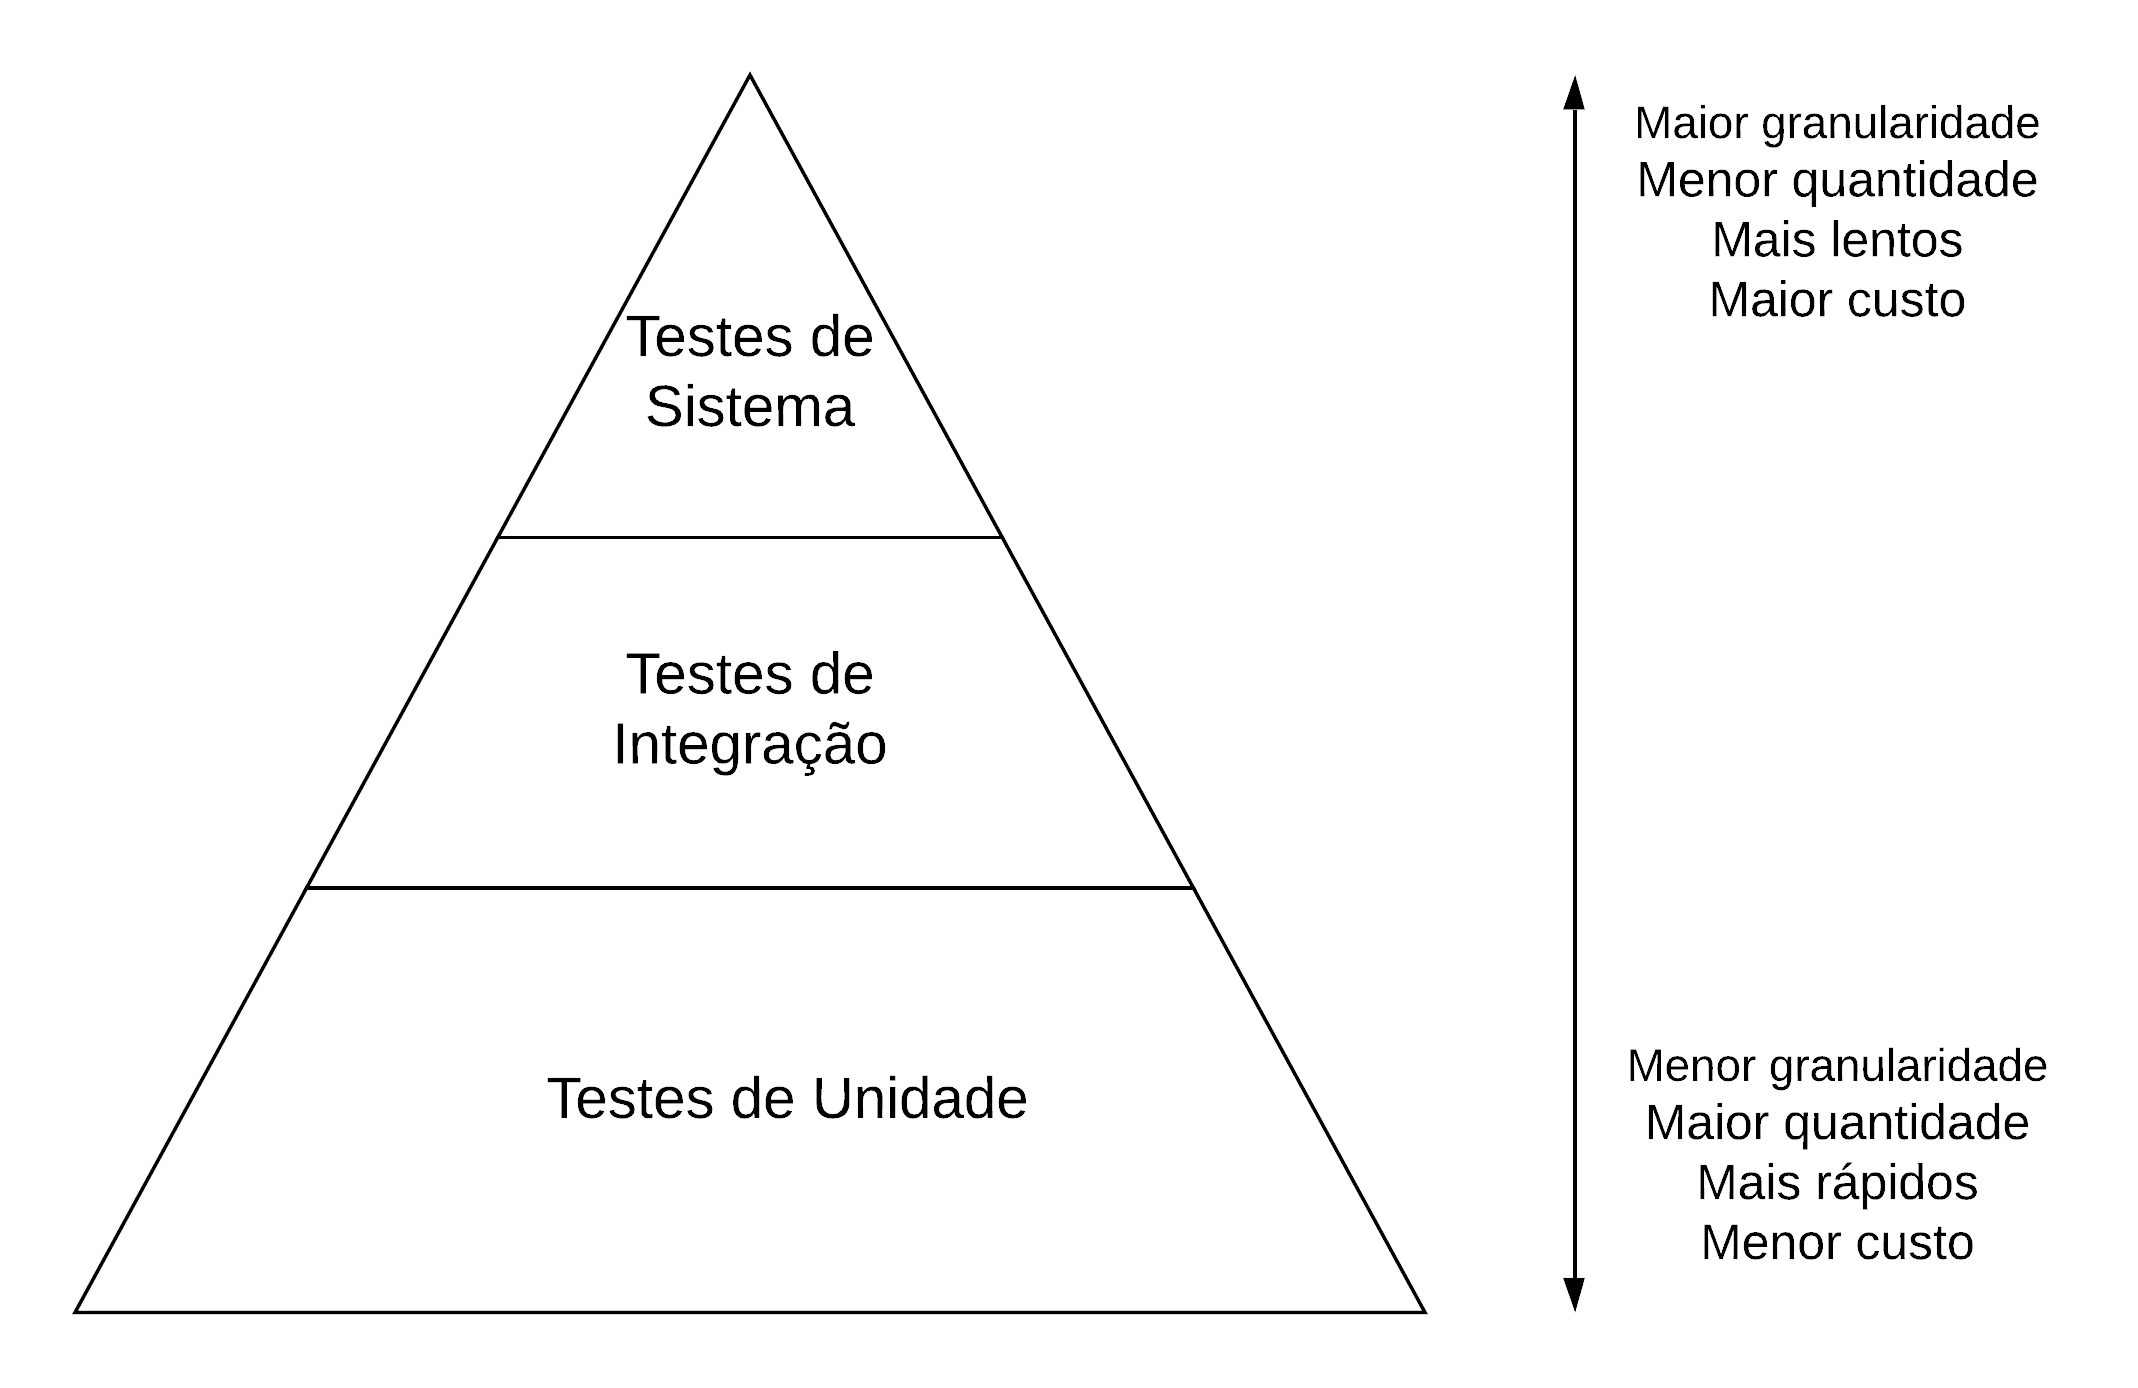 Testes de
Sistema
Testes de
Integração
Testes de Unidade
Maior granularidade
Menor quantidade
Mais lentos
Maior custo
Menor granularidade
Maior quantidade
Mais rápidos
Menor custo